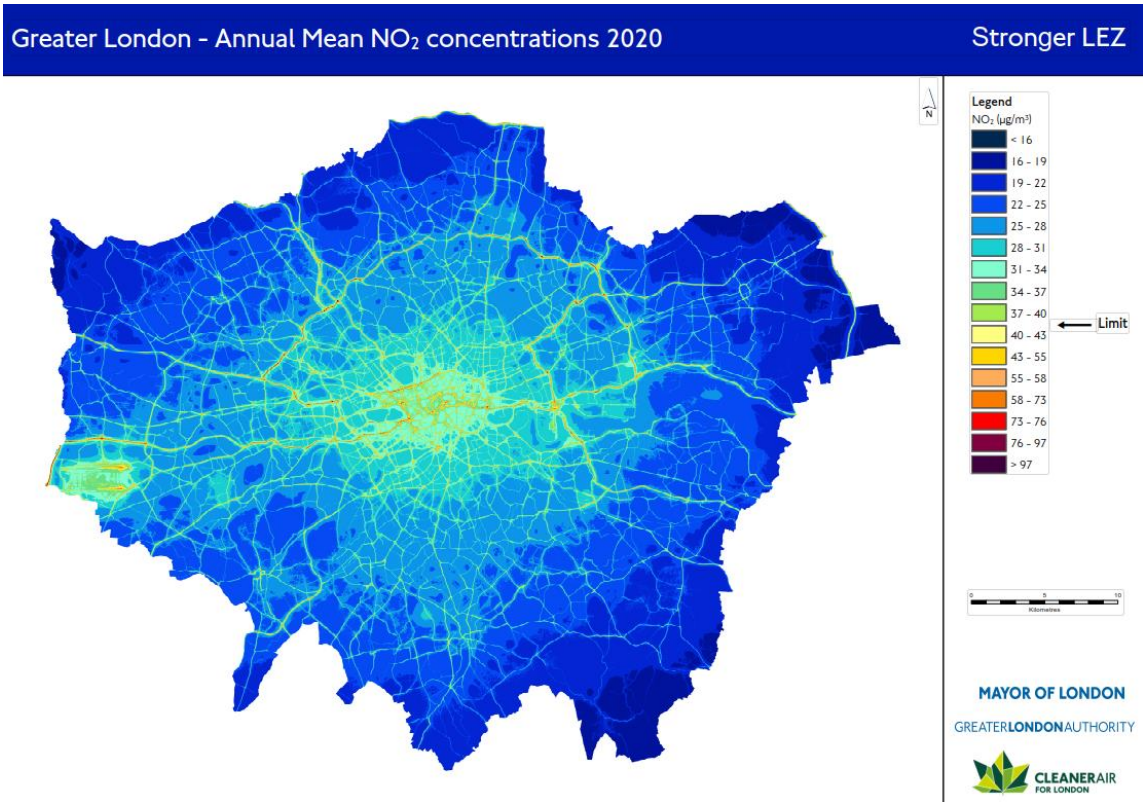 Greater London - Annual Mean NO₂ concentrations 2020
Stronger LEZ
N
Legend
NO₂ (µg/m³)
< 16
16 - 19
19 - 22
22 - 25
25 - 28
28 - 31
31 - 34
34 - 37
37 - 40
40 - 43
43 - 55
55 - 58
58 - 73
73 - 76
76 - 97
> 97
Limit
0 5 10
Kilometres
MAYOR OF LONDON
GREATERLONDONAUTHORITY
CLEANERAIR
FOR LONDON